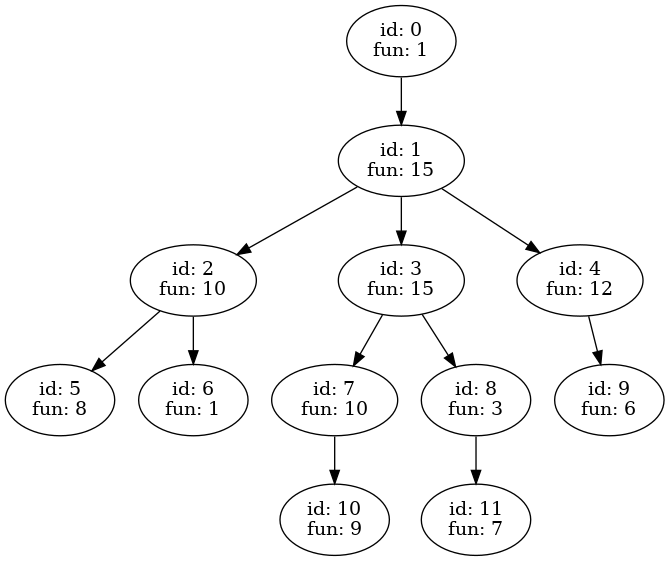 id: 0
fun: 1
id: 1
fun: 15
id: 2
fun: 10
id: 3
fun: 15
id: 4
fun: 12
id: 5
fun: 8
id: 6
fun: 1
id: 7
fun: 10
id: 8
fun: 3
id: 9
fun: 6
id: 10
fun: 9
id: 11
fun: 7